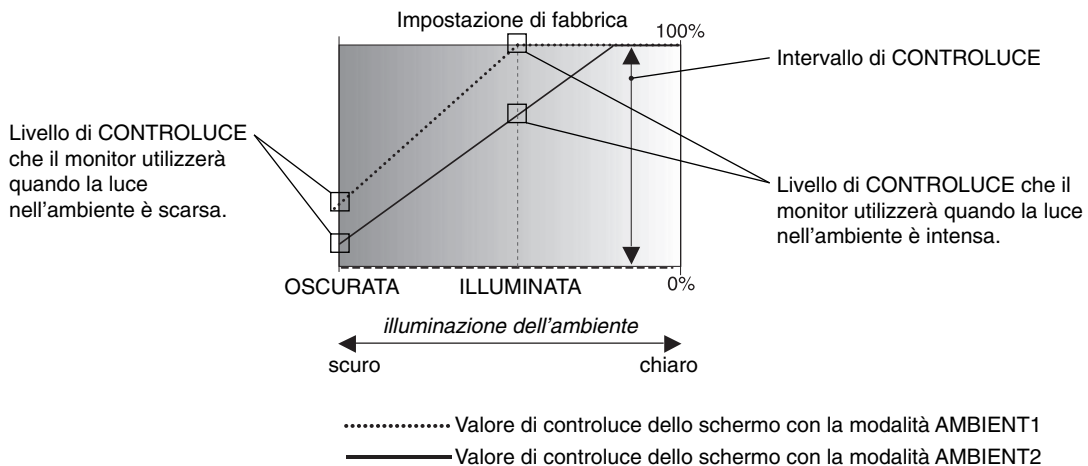 Impostazione di fabbrica
100%
Intervallo di CONTROLUCE
Livello di CONTROLUCE
che il monitor utilizzerà
quando la luce
nell'ambiente è scarsa.
Livello di CONTROLUCE che il
monitor utilizzerà quando la luce
nell'ambiente è intensa.
OSCURATA
ILLUMINATA
0%
illuminazione dell'ambiente
scuro
chiaro
Valore di controluce dello schermo con la modalità AMBIENT1
Valore di controluce dello schermo con la modalità AMBIENT2